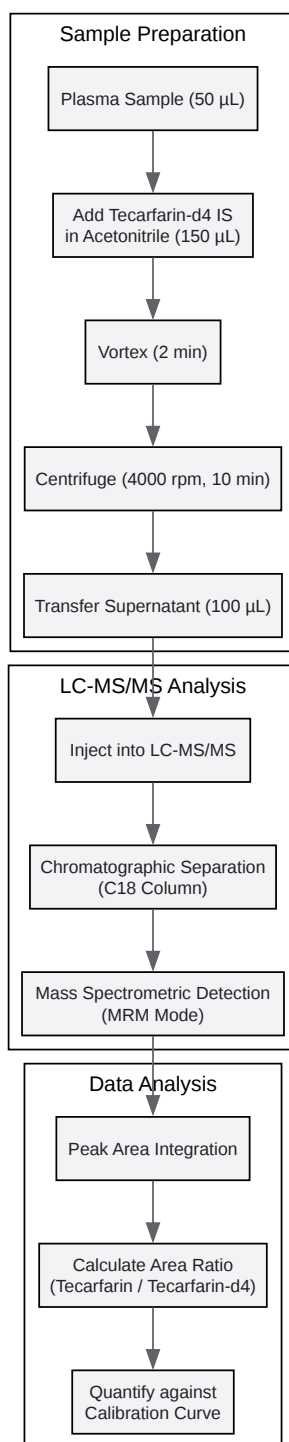 Sample Preparation
Plasma Sample (50 µL)
Add Tecarfarin-d4 IS
in Acetonitrile (150 µL)
Vortex (2 min)
Centrifuge (4000 rpm, 10 min)
Transfer Supernatant (100 µL)
LC-MS/MS Analysis
Inject into LC-MS/MS
Chromatographic Separation
(C18 Column)
Mass Spectrometric Detection
(MRM Mode)
Data Analysis
Peak Area Integration
Calculate Area Ratio
(Tecarfarin / Tecarfarin-d4)
Quantify against
Calibration Curve